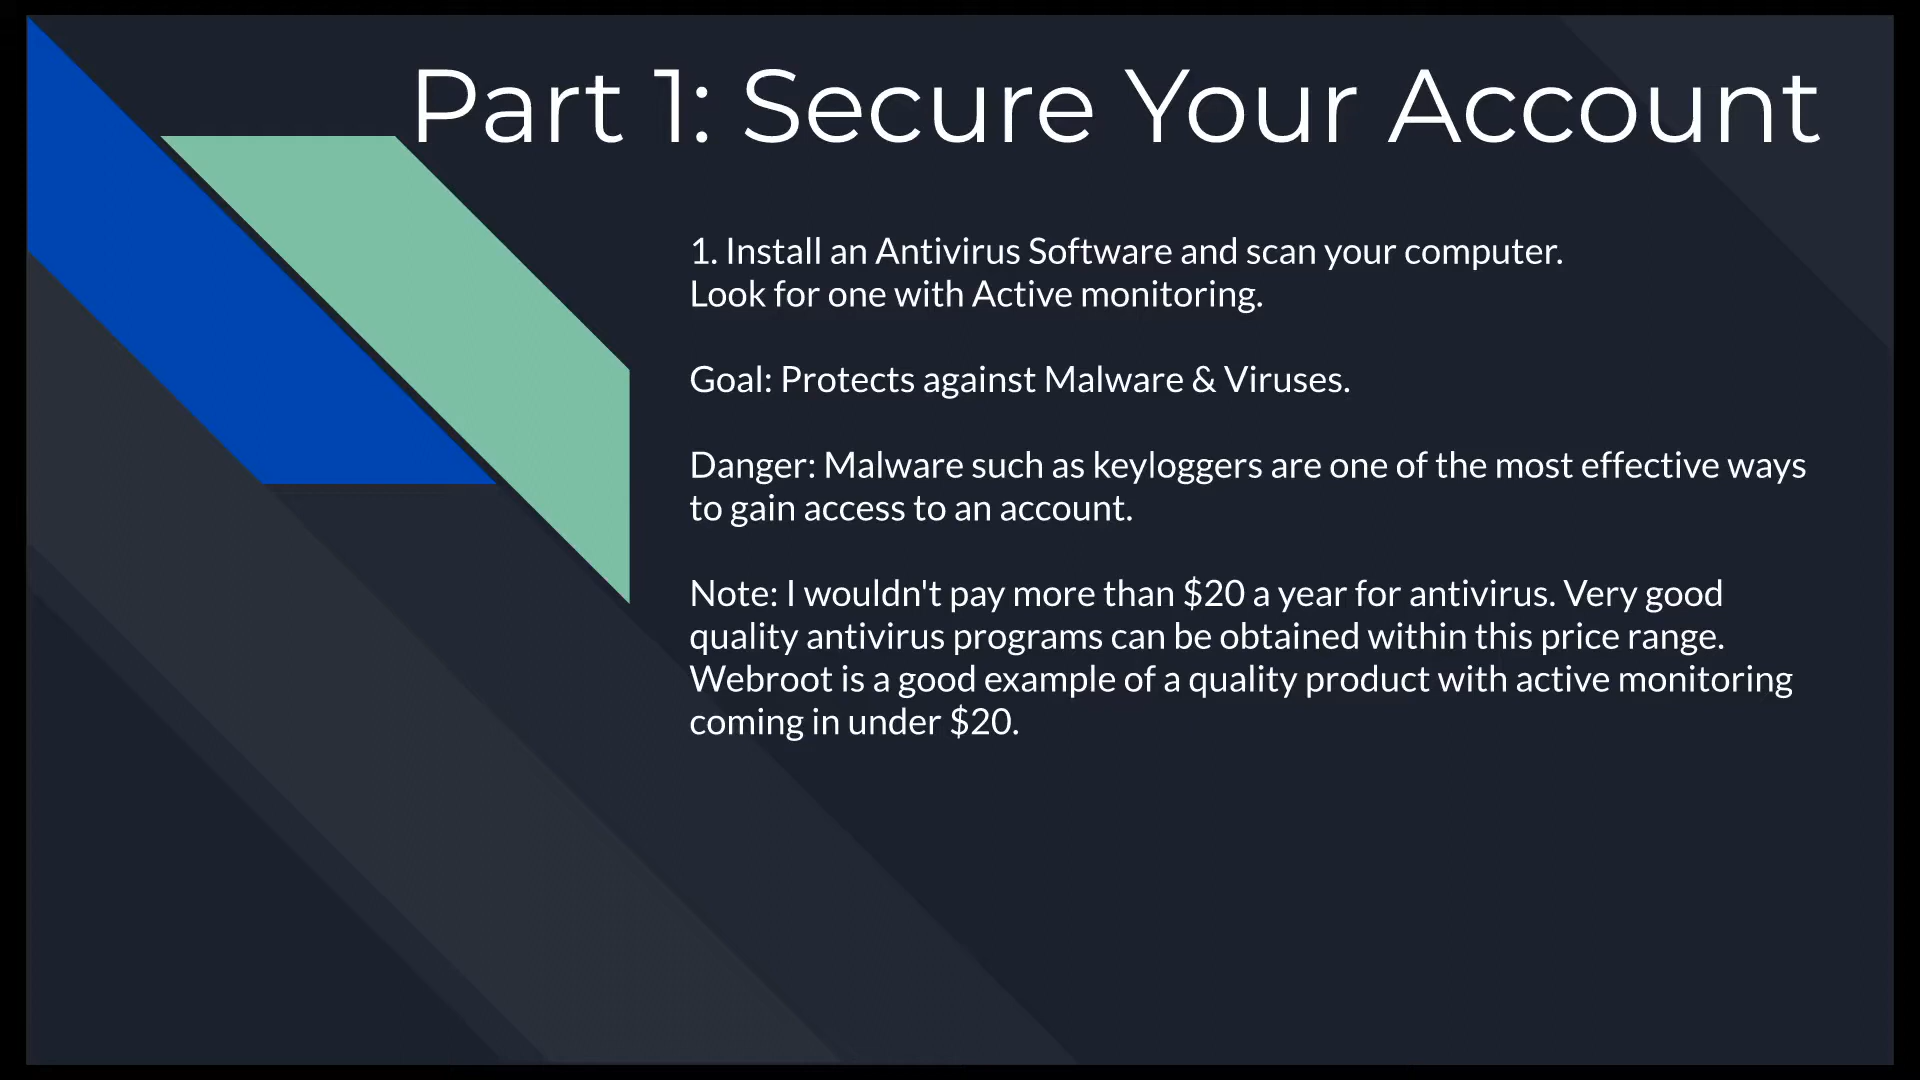 Part 1: Secure Your Account
1. Install an Antivirus Software and scan your computer.
Look for one with Active monitoring.
Goal: Protects against Malware & Viruses.
Danger: Malware such as keyloggers are one of the most effective ways
to gain access to an account.
Note: I wouldn't pay more than $20 a year for antivirus. Very good
quality antivirus programs can be obtained within this price range.
Webroot is a good example of a quality product with active monitoring
coming in under $20.